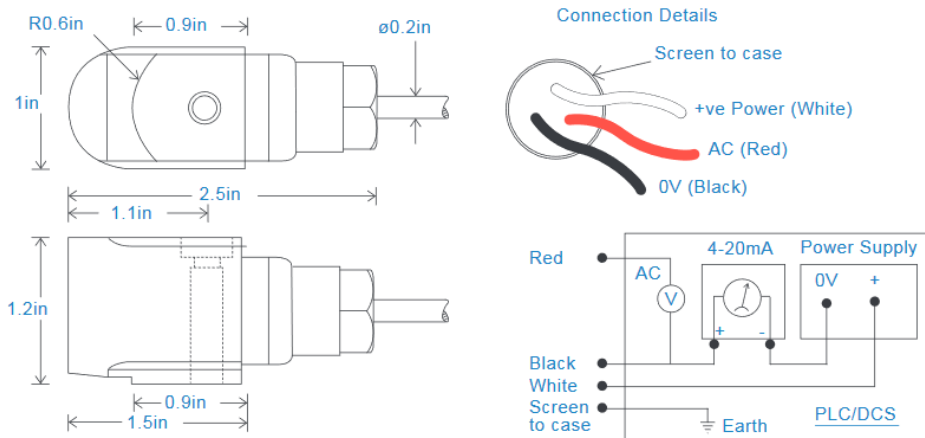 R0.6in
0.9in
ø0.2in
1in
2.5in
1.1in
Connection Details
Screen to case
+ve Power (White)
AC (Red)
0V (Black)
1.2in
0.9in
1.5in
Red
AC
V
4-20mA
+ -
Power Supply
0V +
Black
White
Screen
to case
Earth
PLC/DCS